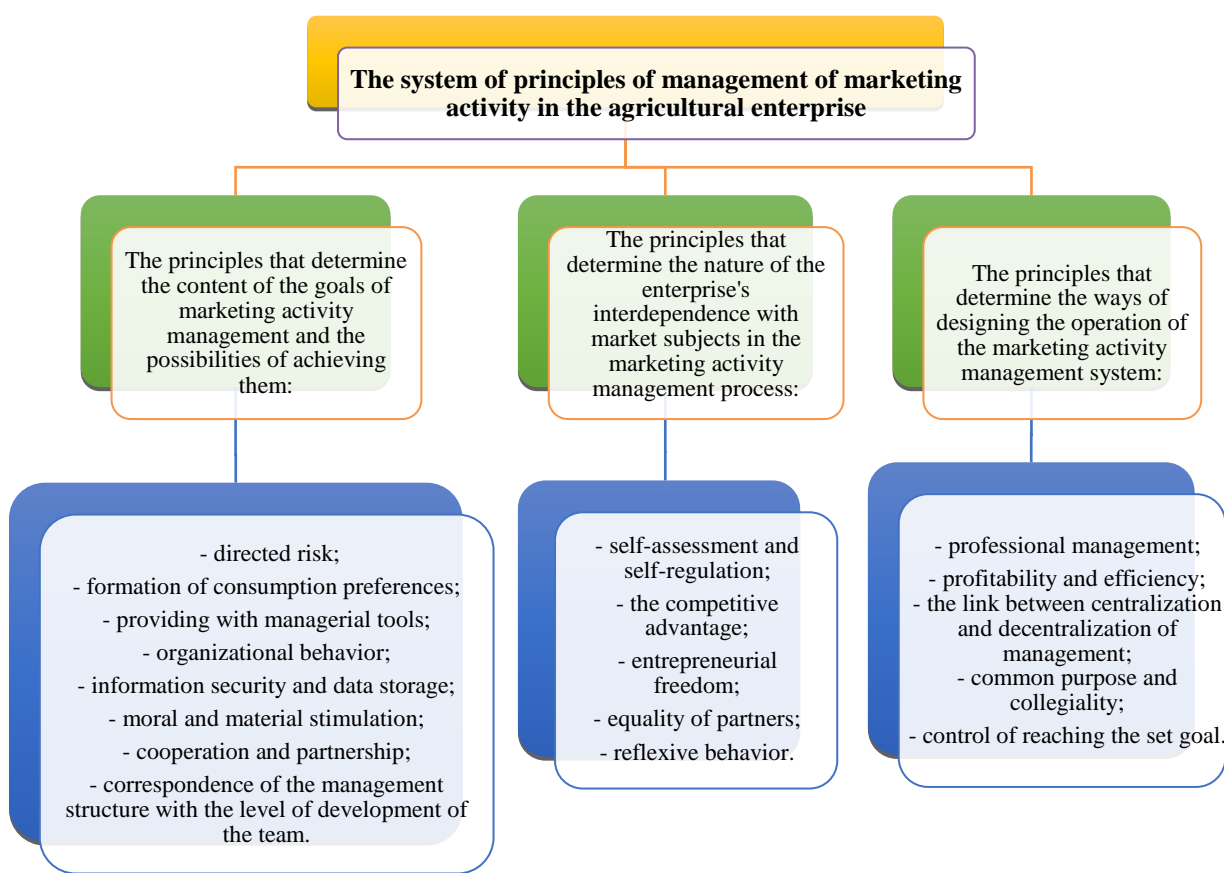 The system of principles of management of marketing
activity in the agricultural enterprise
The principles that determine
the content of the goals of
marketing activity
management and the
possibilities of achieving
them:
The principles that
determine the nature of the
enterprise's
interdependence with
market subjects in the
marketing activity
management process:
The principles that
determine the ways of
designing the operation of
the marketing activity
management system:
- directed risk;
- formation of consumption preferences;
- providing with managerial tools;
- organizational behavior;
- information security and data storage;
- moral and material stimulation;
- cooperation and partnership;
- correspondence of the management
structure with the level of development of
the team.
- self-assessment and
self-regulation;
- the competitive
advantage;
- entrepreneurial
freedom;
- equality of partners;
- reflexive behavior.
- professional management;
- profitability and efficiency;
- the link between centralization
and decentralization of
management;
- common purpose and
collegiality;
- control of reaching the set goal.